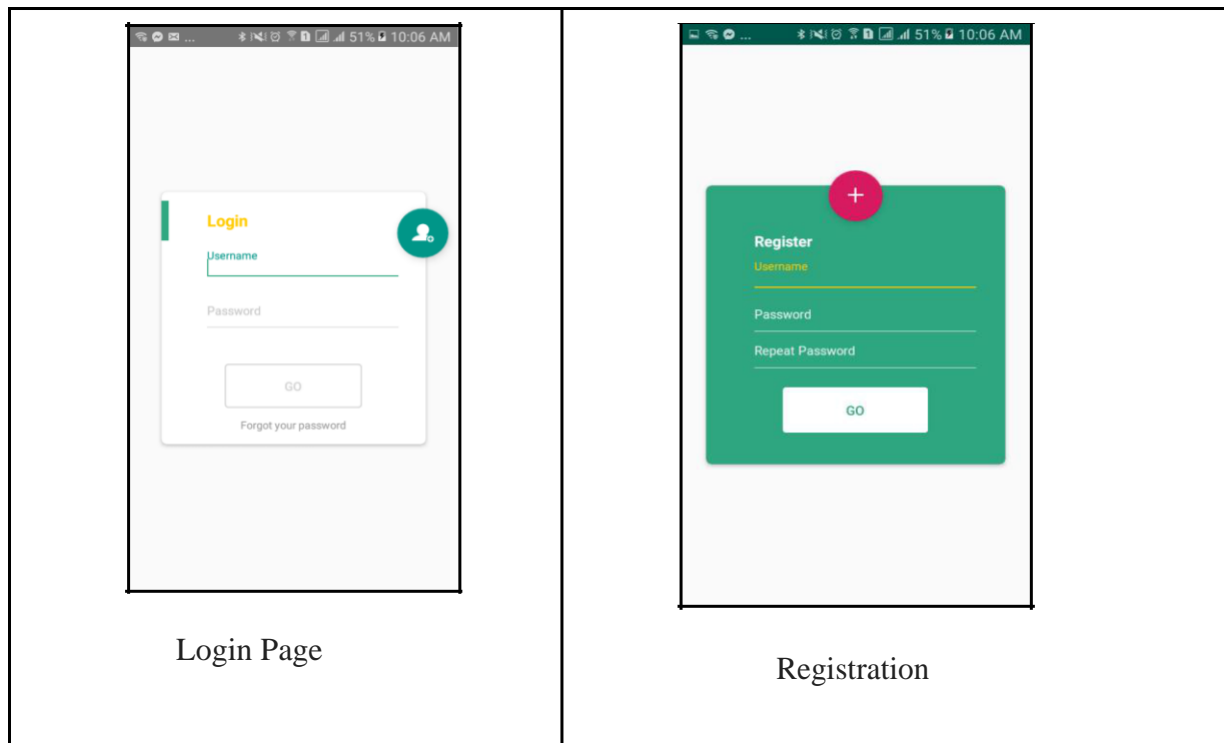 ... 51% 10:06 AM
Login
Username
Password
GO
Forgot your password
Login Page
... 51% 10:06 AM
+
Register
Username
Password
Repeat Password
GO
Registration